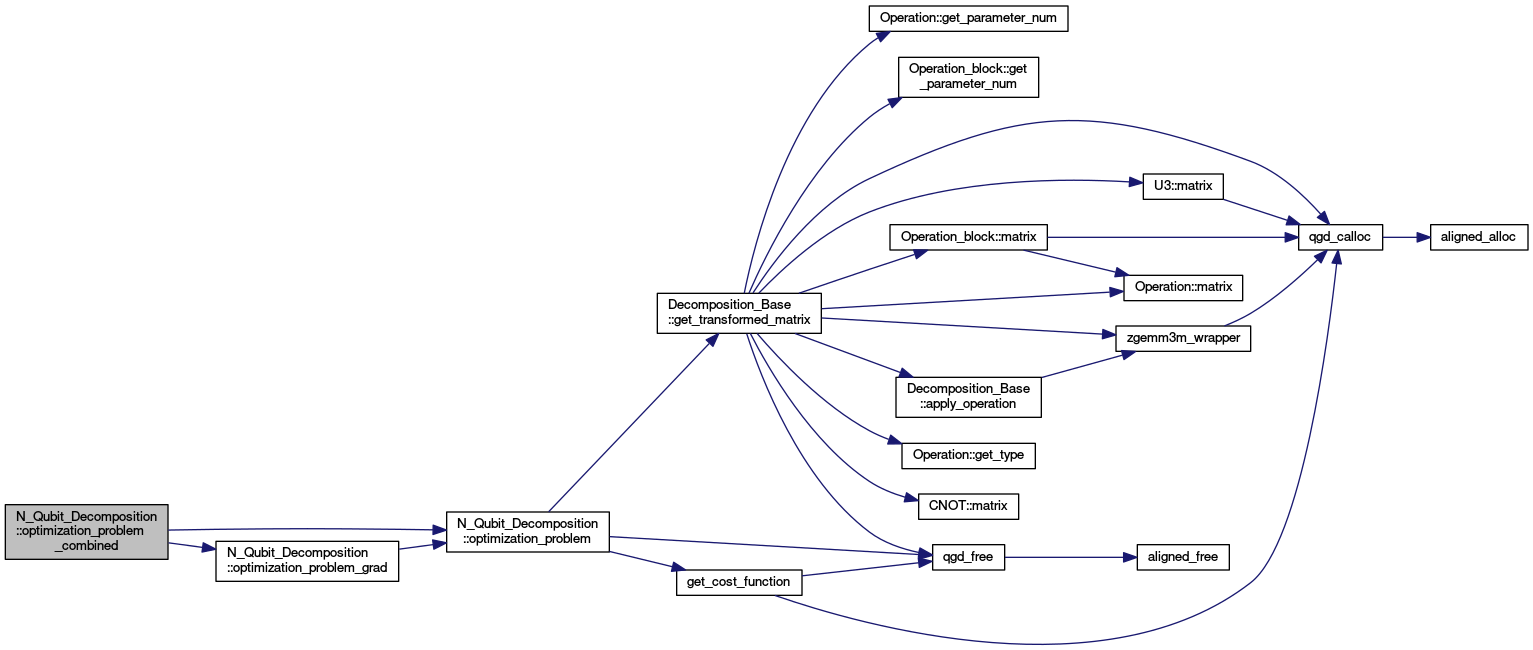 Operation::get_parameter_num
Operation_block::get
_parameter_num
U3::matrix
Operation_block::matrix
qgd_calloc
aligned_alloc
Operation::matrix
Decomposition_Base
::get_transformed_matrix
zgemm3m_wrapper
Decomposition_Base
::apply_operation
Operation::get_type
CNOT::matrix
N_Qubit_Decomposition
::optimization_problem
_combined
N_Qubit_Decomposition
::optimization_problem_grad
N_Qubit_Decomposition
::optimization_problem
qgd_free
aligned_free
get_cost_function